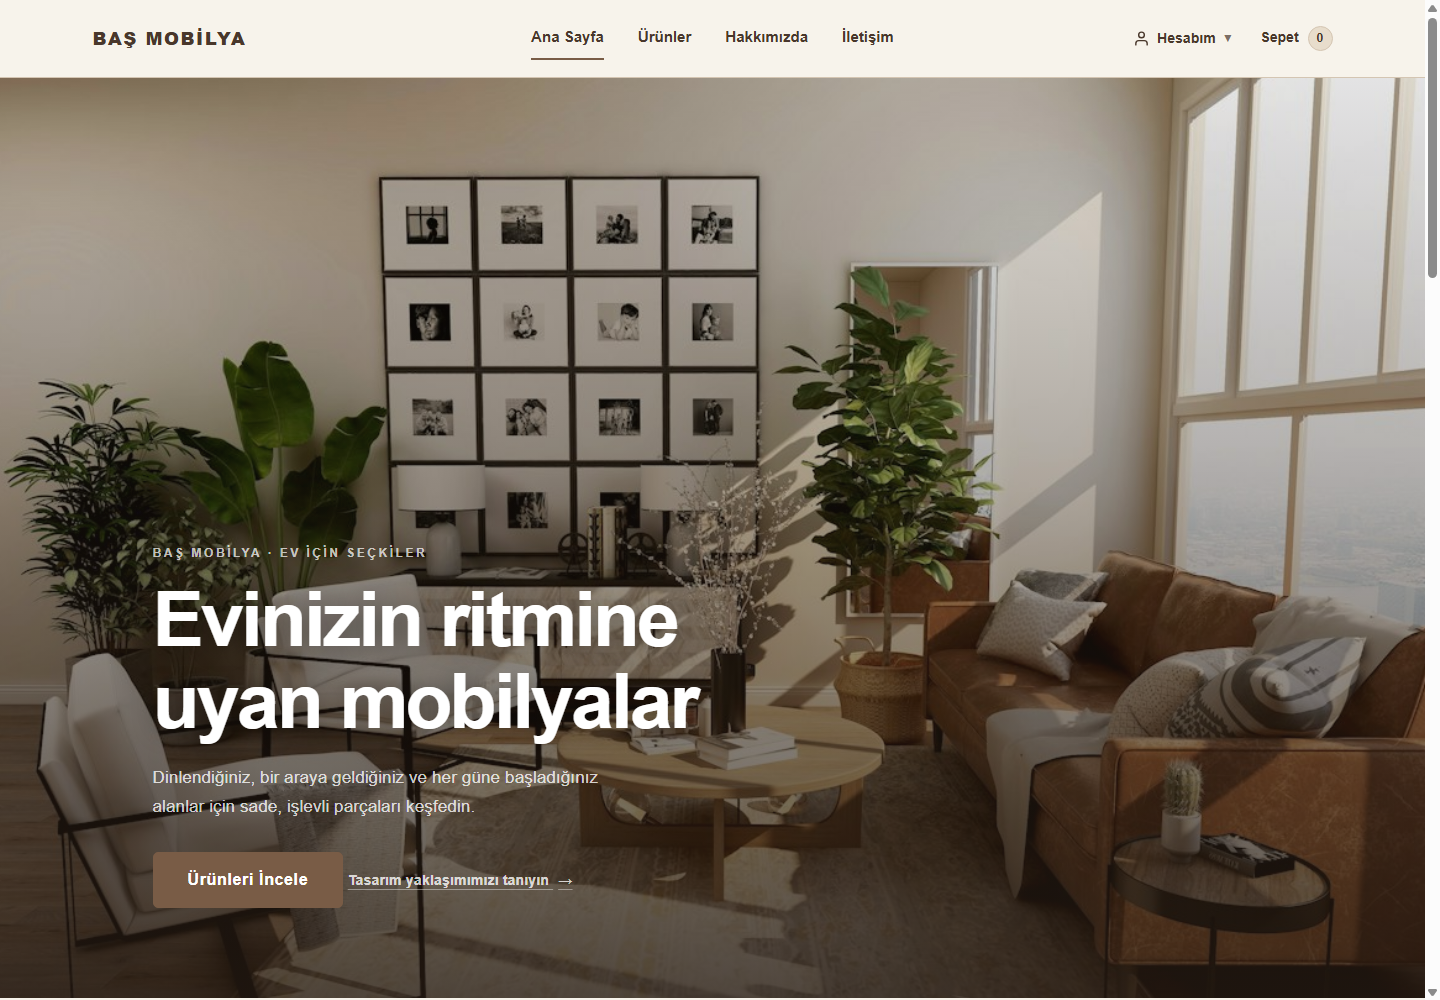 BAŞ MOBİLYA
Ana Sayfa Ürünler Hakkımızda İletişim
Hesabım ▾ Sepet 0
BAŞ MOBİLYA · EV İÇİN SEÇKİLER
Evinizin ritmine
uyan mobilyalar
Dinlendiğiniz, bir araya geldiğiniz ve her güne başladığınız
alanlar için sade, işlevli parçaları keşfedin.
Ürünleri İncele
Tasarım yaklaşımımızı tanıyın →